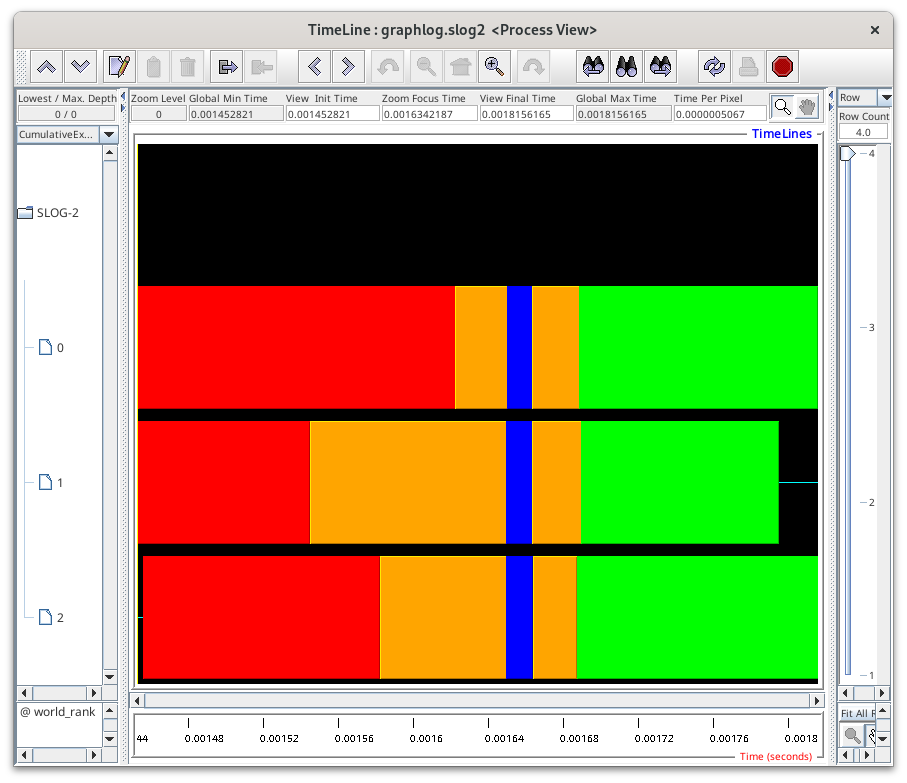 TimeLine : graphlog.slog2 <Process View>
Lowest / Max. Depth
0 / 0
Zoom Level Global Min Time View Init Time Zoom Focus Time View Final Time Global Max Time Time Per Pixel
0 0.001452821 0.001452821 0.0016342187 0.0018156165 0.0018156165 0.0000005067
Row
Row Count
4.0
CumulativeEx...
TimeLines
SLOG-2
0
1
2
4
3
2
1
@ world_rank
Fit All R
44 0.00148 0.00152 0.00156 0.0016 0.00164 0.00168 0.00172 0.00176 0.0018
Time (seconds)